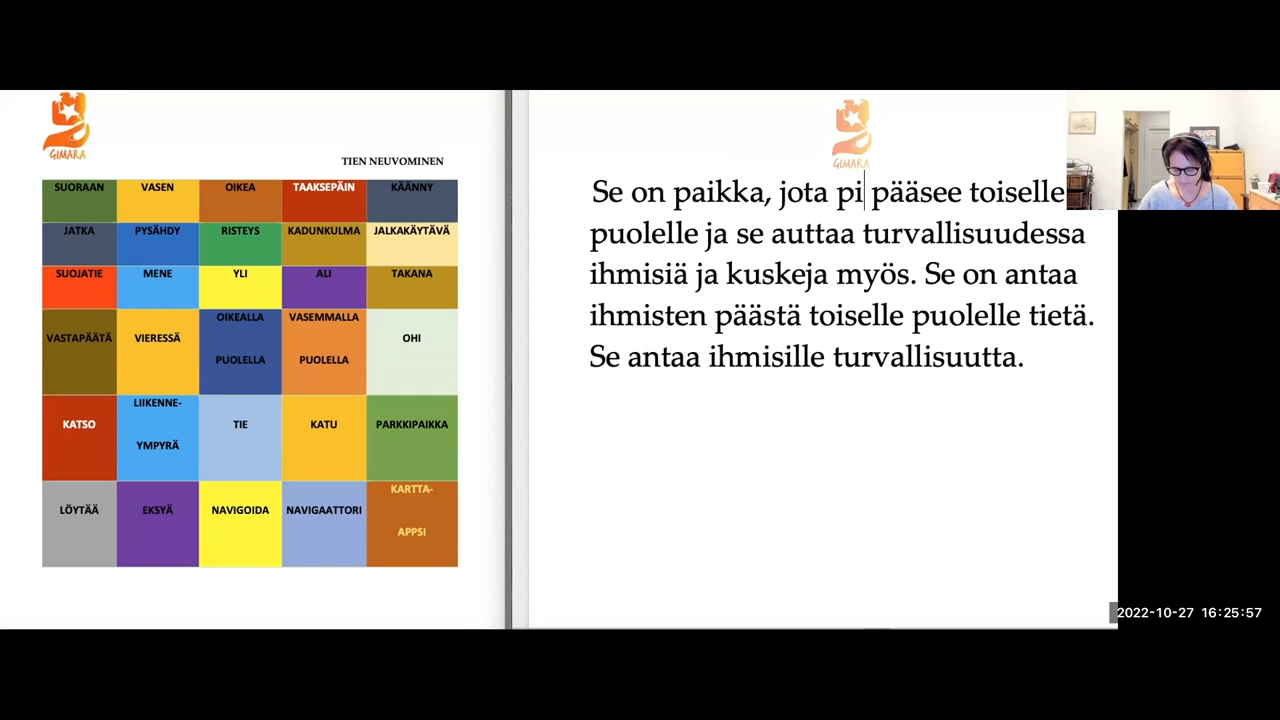 GIMARA
TIEN NEUVOMINEN
SUORAAN VASEN OIKEA TAAKSEPÄIN KÄÄNNY
JATKA PYSÄHDY RISTEYS KADUNKULMA JALKAKÄYTÄVÄ
SUOJATIE MENE YLI ALI TAKANA
VASTAPÄÄTÄ VIERESSÄ OIKEALLA PUOLELLA VASEMMALLA PUOLELLA OHI
KATSO LIIKENNE- YMPYRÄ TIE KATU PARKKIPAIKKA
LÖYTÄÄ EKSYÄ NAVIGOIDA NAVIGAATTORI KARTTA- APPSI
GIMARA
Se on paikka, jota pi pääsee toiselle
puolelle ja se auttaa turvallisuudessa
ihmisiä ja kuskeja myös. Se on antaa
ihmisten päästä toiselle puolelle tietä.
Se antaa ihmisille turvallisuutta.
2022-10-27 16:25:57